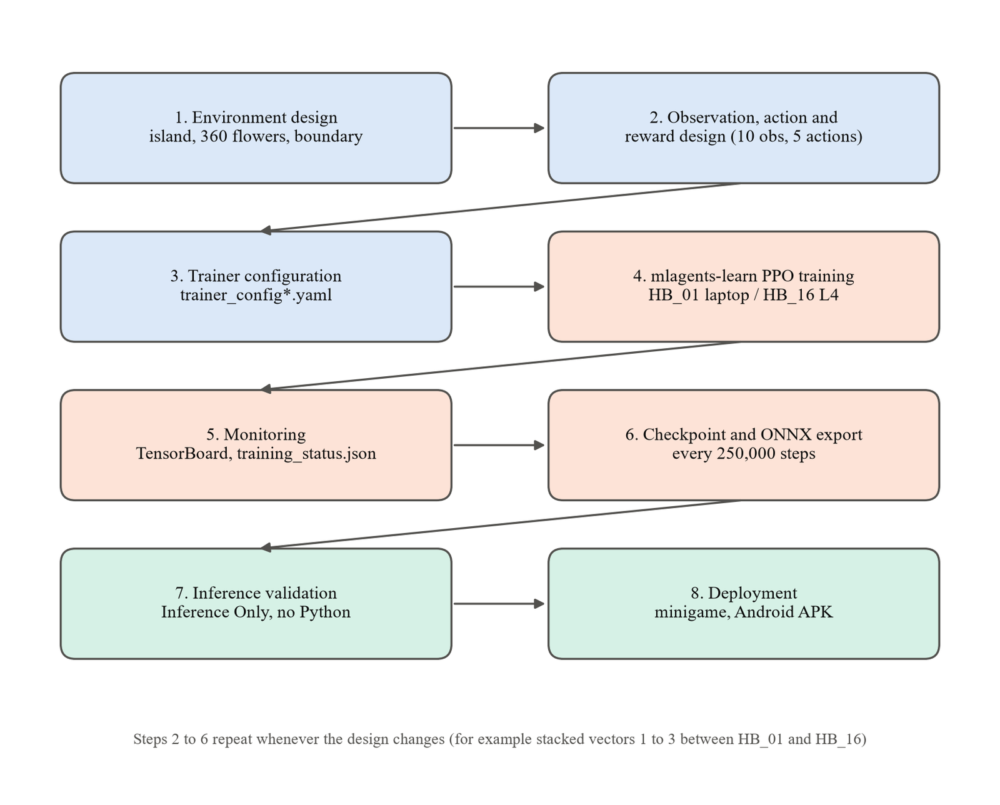 1. Environment design
island, 360 flowers, boundary
2. Observation, action and
reward design (10 obs, 5 actions)
3. Trainer configuration
trainer_config*.yaml
4. mlagents-learn PPO training
HB_01 laptop / HB_16 L4
5. Monitoring
TensorBoard, training_status.json
6. Checkpoint and ONNX export
every 250,000 steps
7. Inference validation
Inference Only, no Python
8. Deployment
minigame, Android APK
Steps 2 to 6 repeat whenever the design changes (for example stacked vectors 1 to 3 between HB_01 and HB_16)